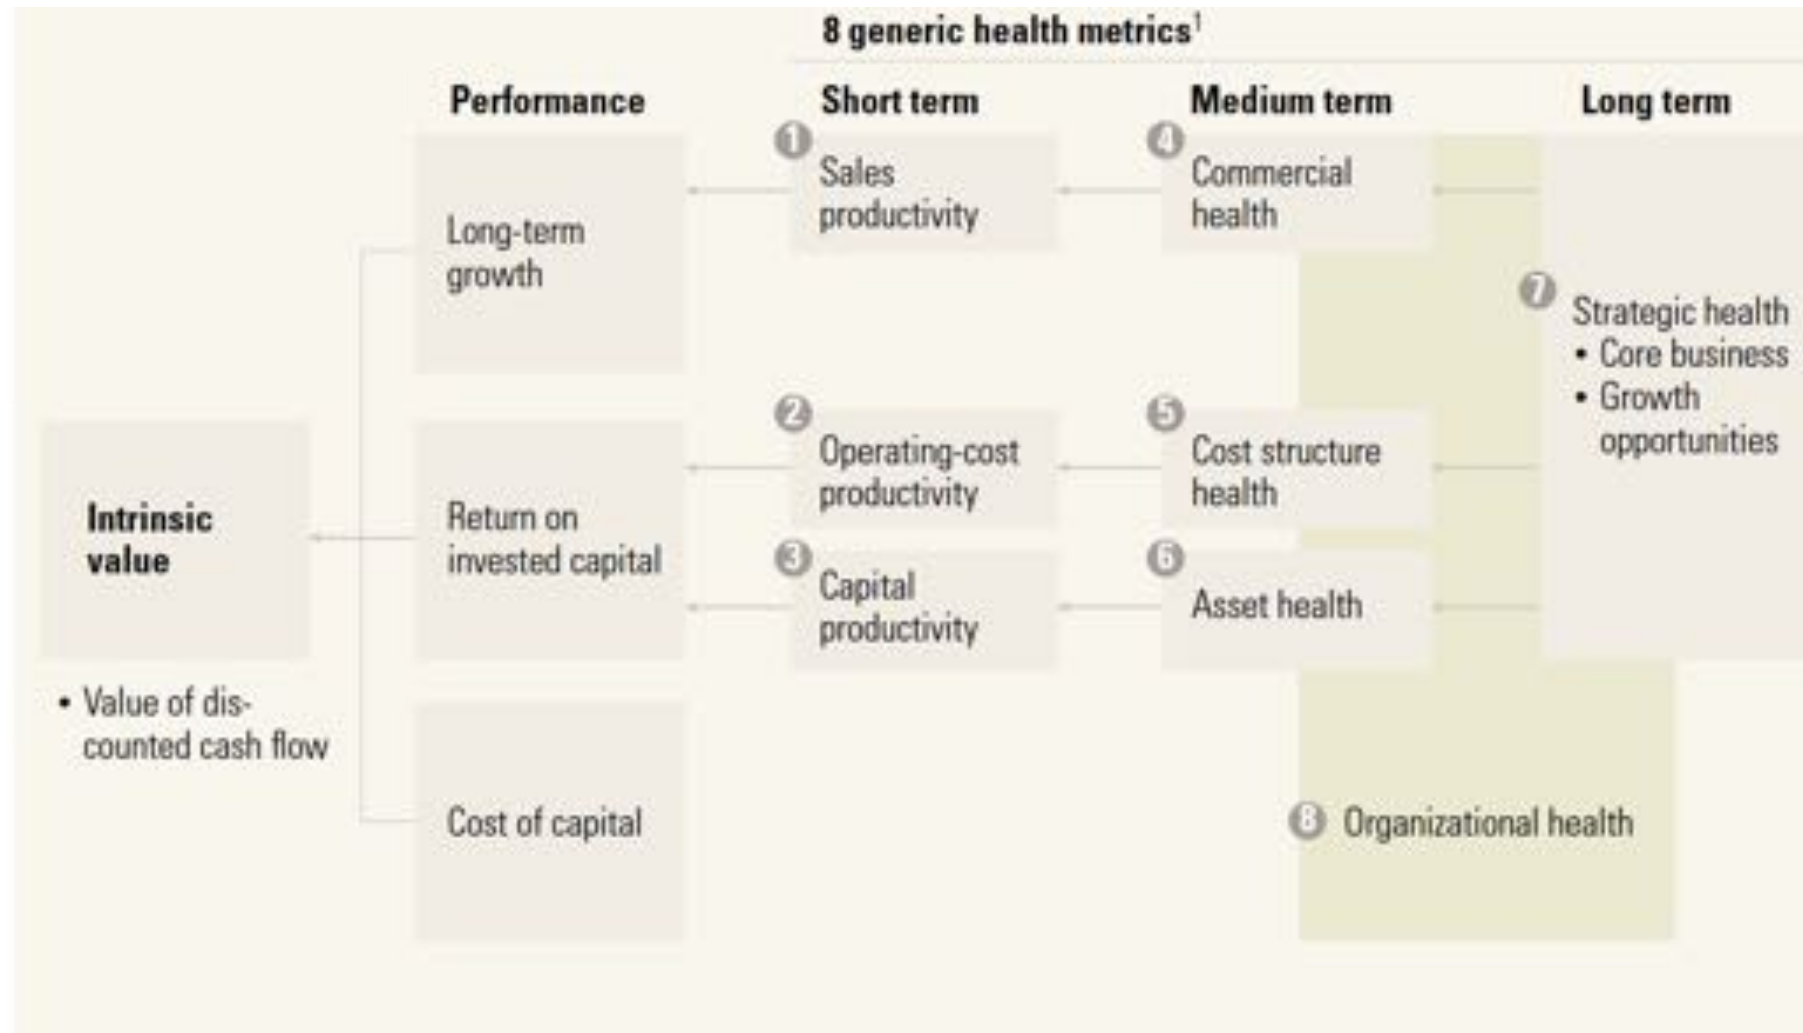 8 generic health metrics¹
Performance
Short term
Medium term
Long term
Intrinsic
value
• Value of dis-
counted cash flow
Long-term
growth
Return on
invested capital
Cost of capital
1
Sales
productivity
2
Operating-cost
productivity
3
Capital
productivity
4
Commercial
health
5
Cost structure
health
6
Asset health
7
Strategic health
• Core business
• Growth
opportunities
8 Organizational health